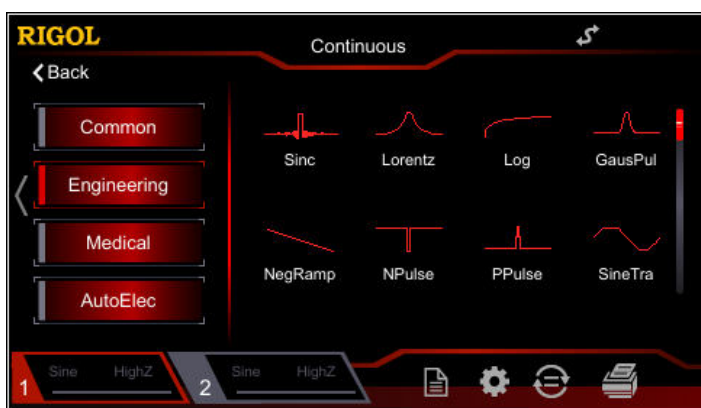 RIGOL
Continuous
Back
Common
Engineering
Medical
AutoElec
Sinc Lorentz Log GausPul
NegRamp NPulse PPulse SineTra
1 Sine HighZ 2 Sine HighZ